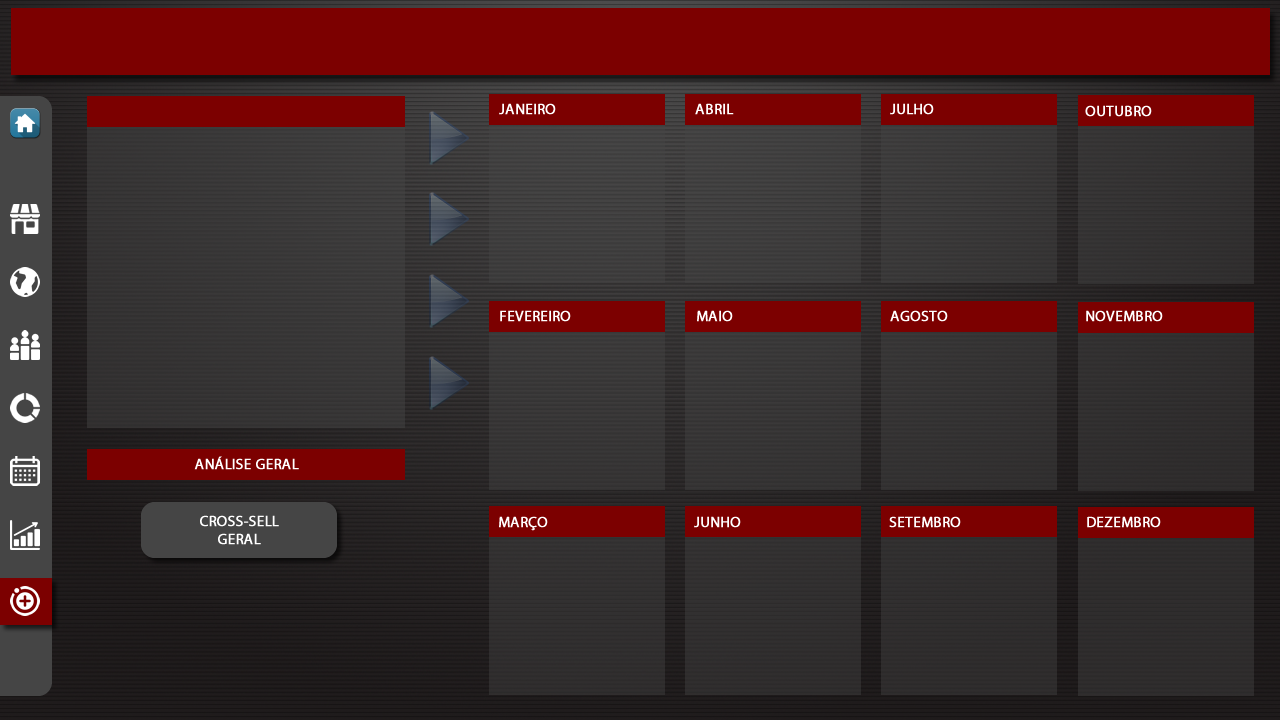 JANEIRO
ABRIL
JULHO
OUTUBRO
FEVEREIRO
MAIO
AGOSTO
NOVEMBRO
ANÁLISE GERAL
CROSS-SELL
GERAL
MARÇO
JUNHO
SETEMBRO
DEZEMBRO